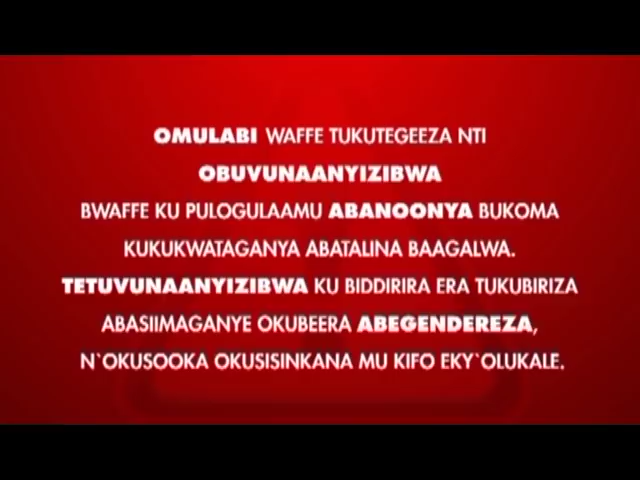 OMULABI WAFFE TUKUTEGEEZA NTI
OBUVUNAANYIZIBWA
BWAFFE KU PULOGULAAMU ABANOONYA BUKOMA
KUKUKWATAGANYA ABATALINA BAAGALWA.
TETUVUNAANYIZIBWA KU BIDDIRIRA ERA TUKUBIRIZA
ABASIIMAGANYE OKUBEERA ABEGENDEREZA,
N`OKUSOOKA OKUSISINKANA MU KIFO EKY`OLUKALE.